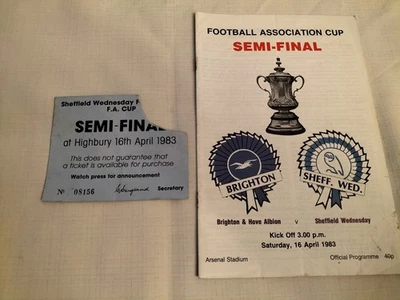 Sheffield Wednesday
F.A. CUP
SEMI-FINAL
at Highbury 16th April 1983
This does not guarantee that
a ticket is available for purchase
Watch press for announcement
No 08156
Secretary
FOOTBALL ASSOCIATION CUP
SEMI-FINAL
BRIGHTON
SHEFF. WED.
Brighton & Hove Albion v Sheffield Wednesday
Kick Off 3.00 p.m.
Saturday, 16 April 1983
Arsenal Stadium
Official Programme 40p